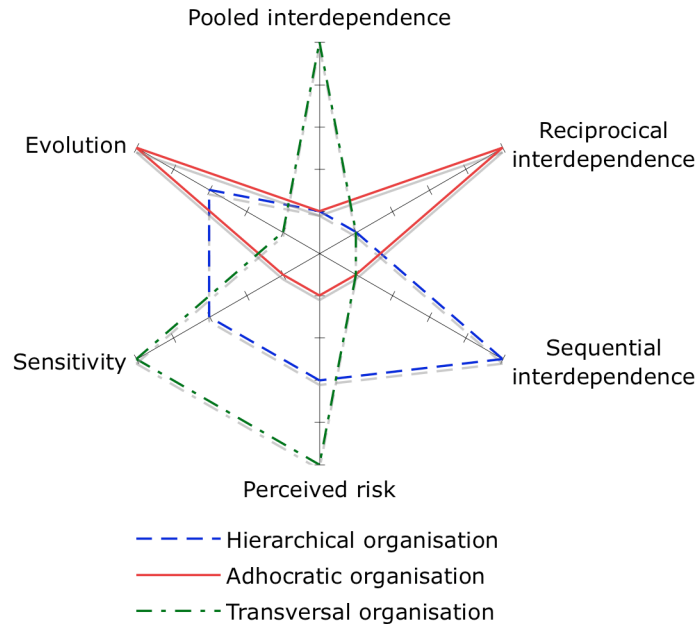 Pooled interdependence
Evolution
Reciprocical
interdependence
Sensitivity
Sequential
interdependence
Perceived risk
Hierarchical organisation
Adhocratic organisation
Transversal organisation